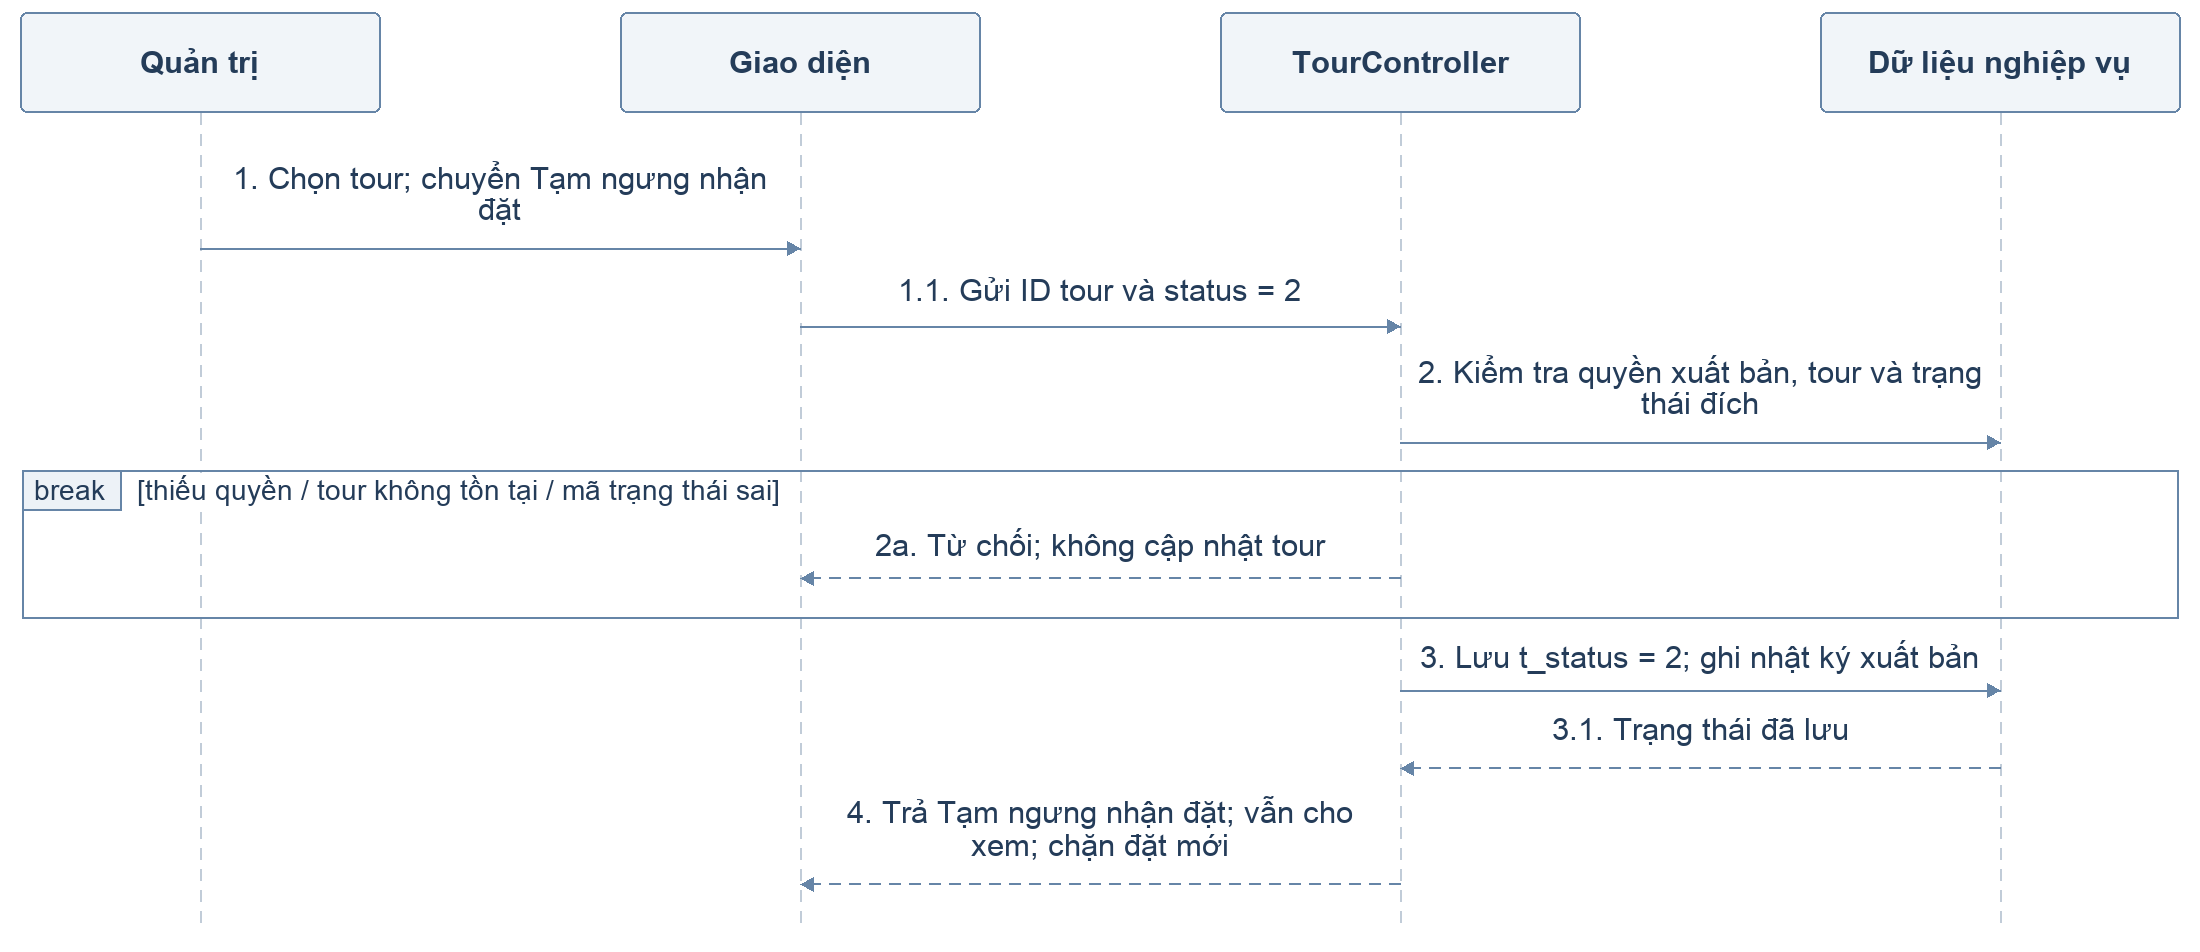 Quản trị
Giao diện
TourController
Dữ liệu nghiệp vụ
1. Chọn tour; chuyển Tạm ngưng nhận
đặt
1.1. Gửi ID tour và status = 2
2. Kiểm tra quyền xuất bản, tour và trạng
thái đích
break [thiếu quyền / tour không tồn tại / mã trạng thái sai]
2a. Từ chối; không cập nhật tour
3. Lưu t_status = 2; ghi nhật ký xuất bản
3.1. Trạng thái đã lưu
4. Trả Tạm ngưng nhận đặt; vẫn cho
xem; chặn đặt mới